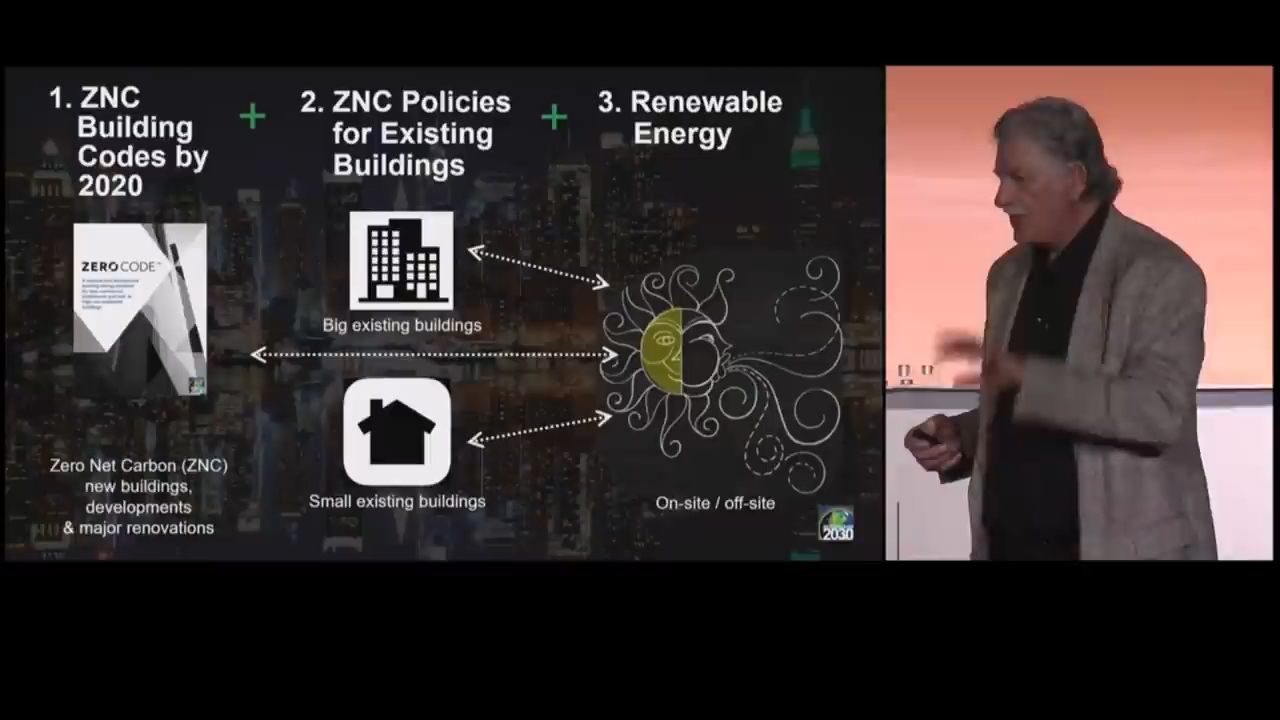 1. ZNC
Building
Codes by
2020
+
2. ZNC Policies
for Existing
Buildings
+
3. Renewable
Energy
ZEROCODE™
Big existing buildings
Small existing buildings
Zero Net Carbon (ZNC)
new buildings,
developments
& major renovations
On-site / off-site
2030